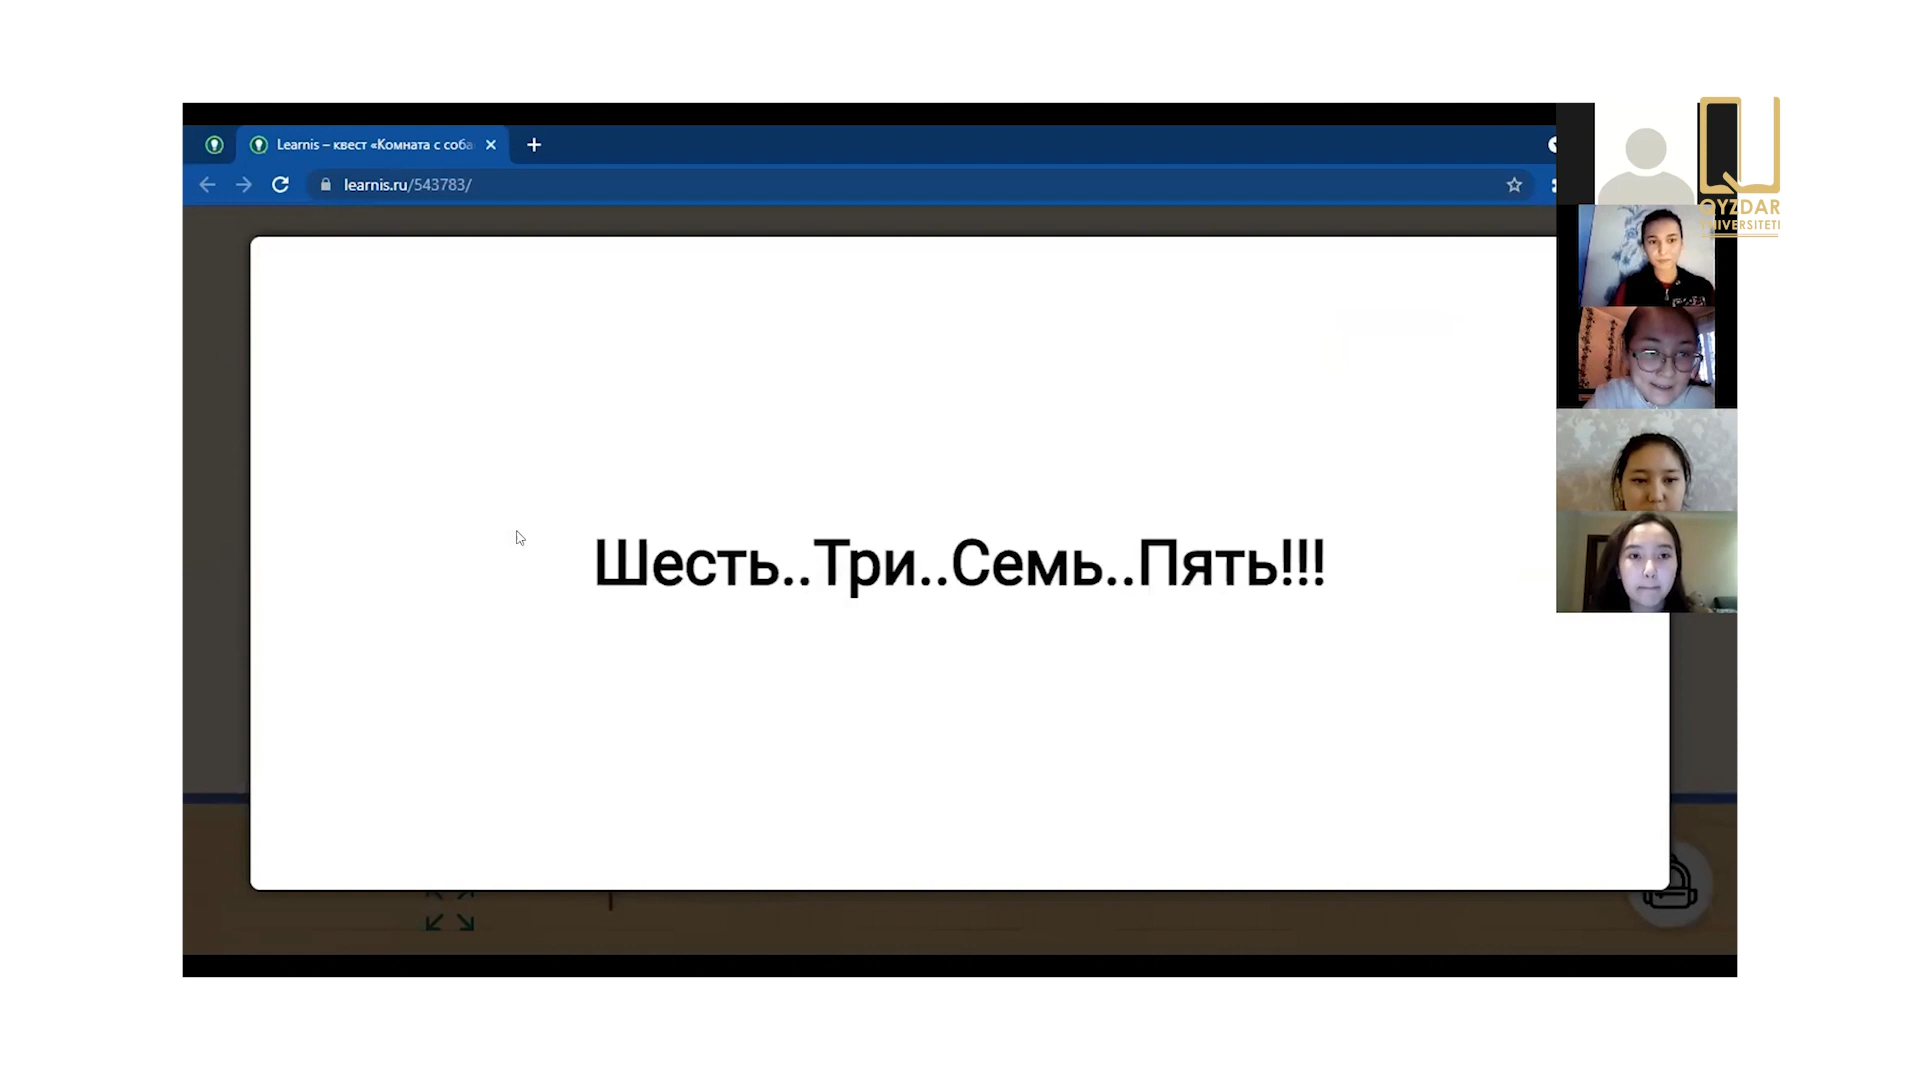 Learnis – квест «Комната с соба
learnis.ru/543783/
QYZDAR
UNIVERSITETI
Шесть..Три..Семь..Пять!!!